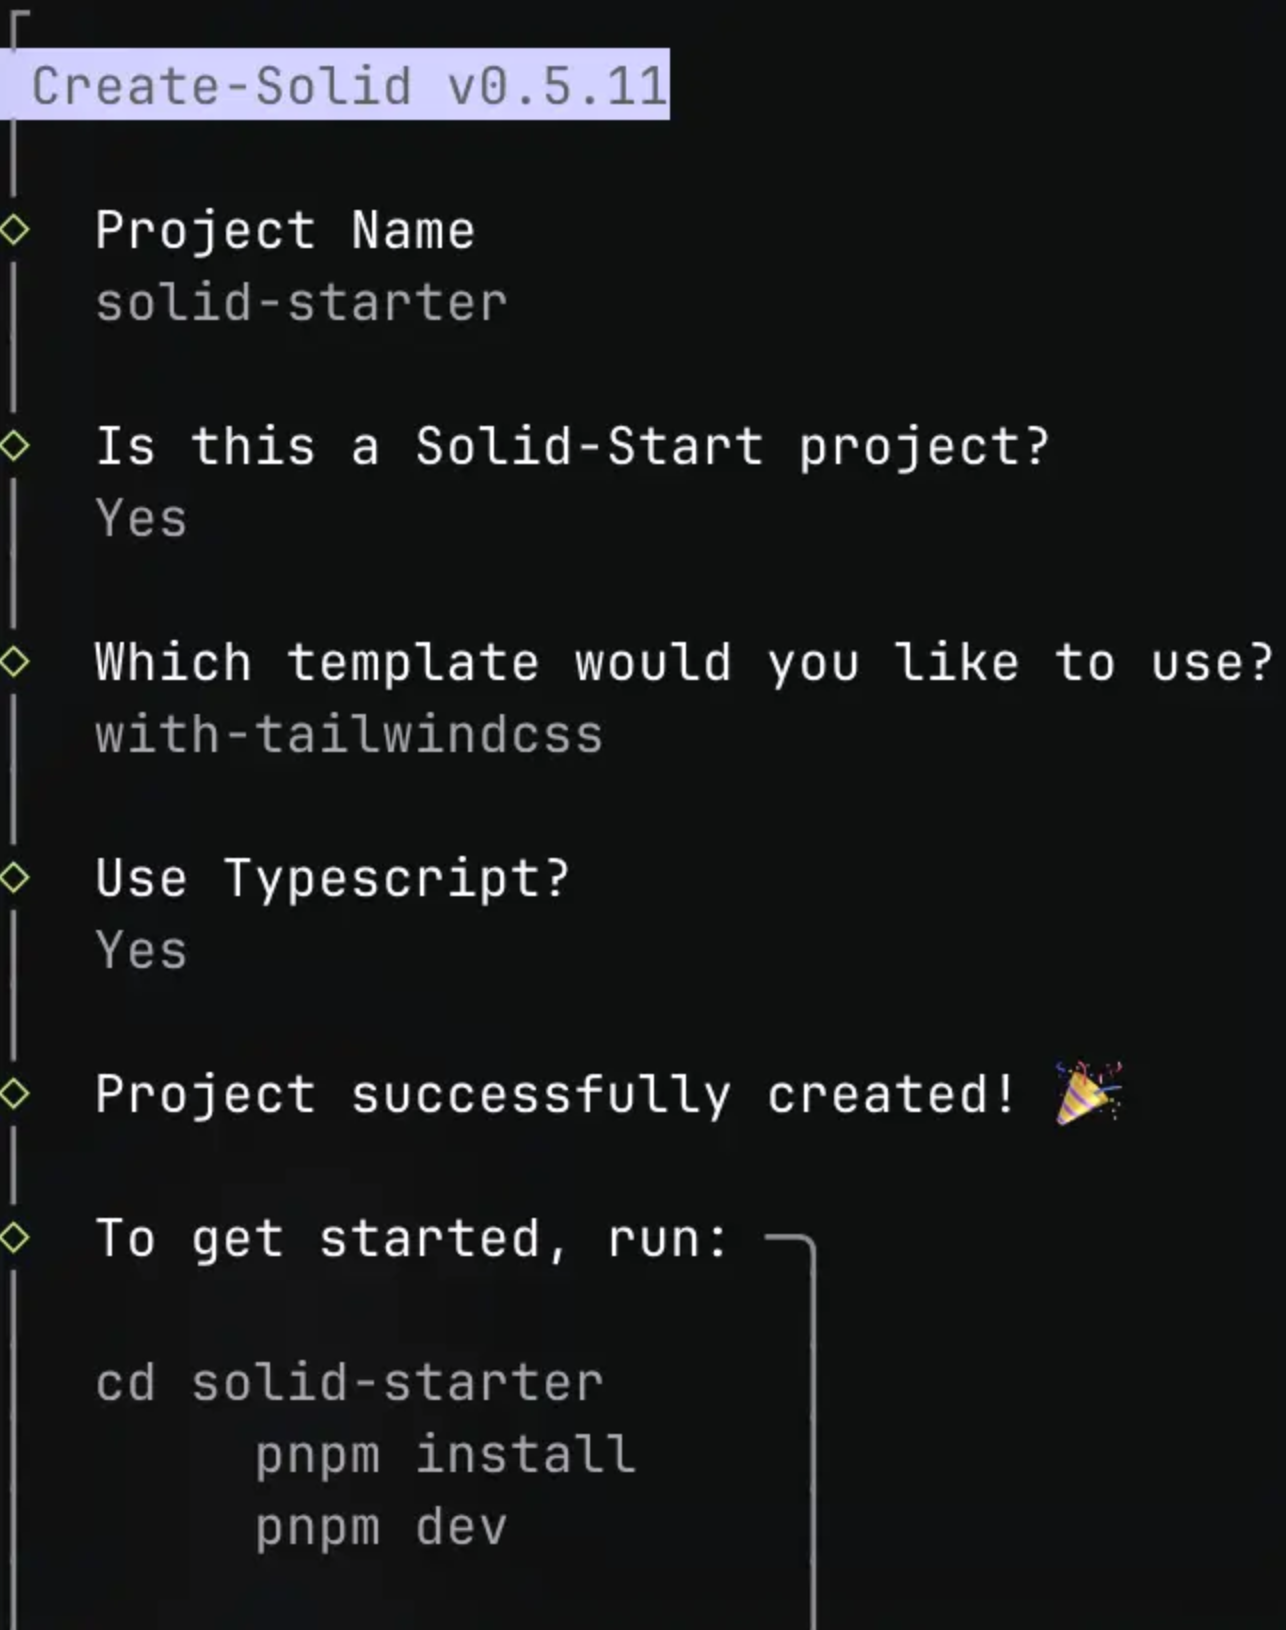 Create-Solid v0.5.11
Project Name
solid-starter
Is this a Solid-Start project?
Yes
Which template would you like to use?
with-tailwindcss
Use Typescript?
Yes
Project successfully created! 🎉
To get started, run:
cd solid-starter
pnpm install
pnpm dev